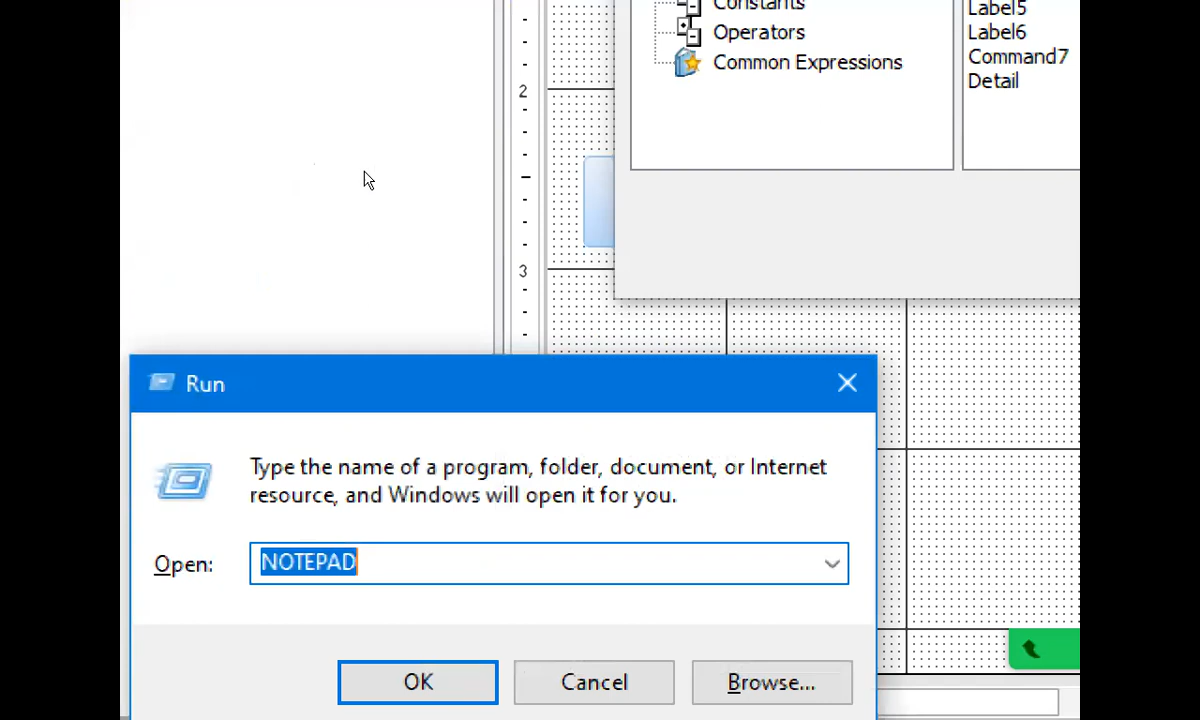 Constants
Operators
Common Expressions
Label5
Label6
Command7
Detail
2
3
Run
Type the name of a program, folder, document, or Internet
resource, and Windows will open it for you.
Open:
NOTEPAD
OK
Cancel
Browse...